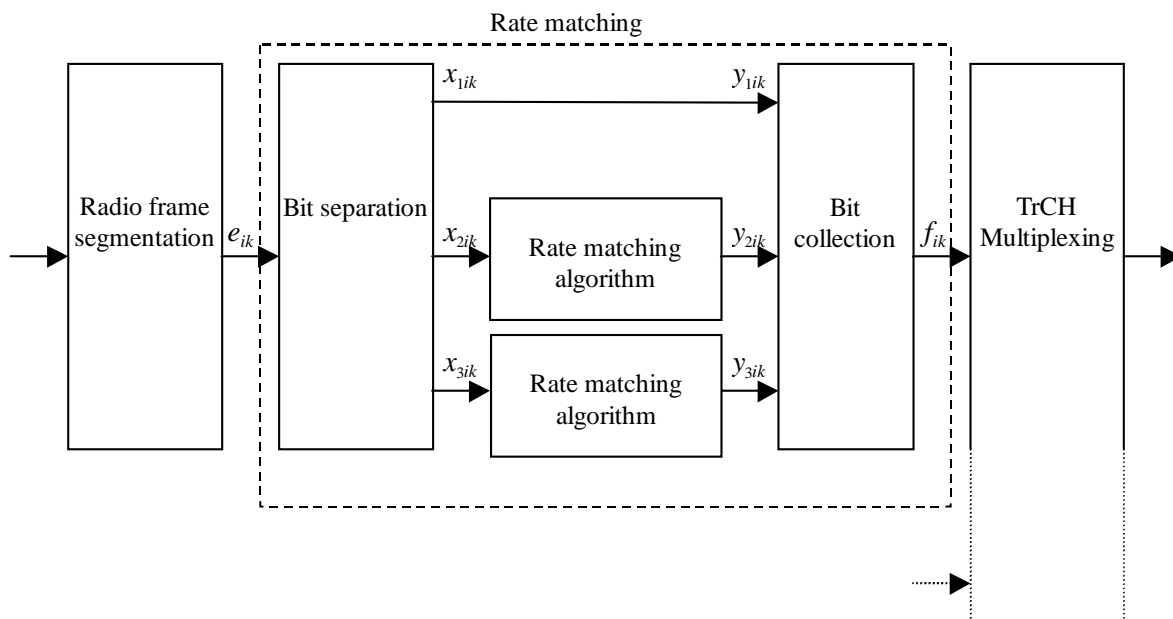 Rate matching
x1ik
y1ik
Radio frame
segmentation
eik
Bit separation
x2ik
Rate matching
algorithm
y2ik
Bit
collection
fik
TrCH
Multiplexing
x3ik
Rate matching
algorithm
y3ik